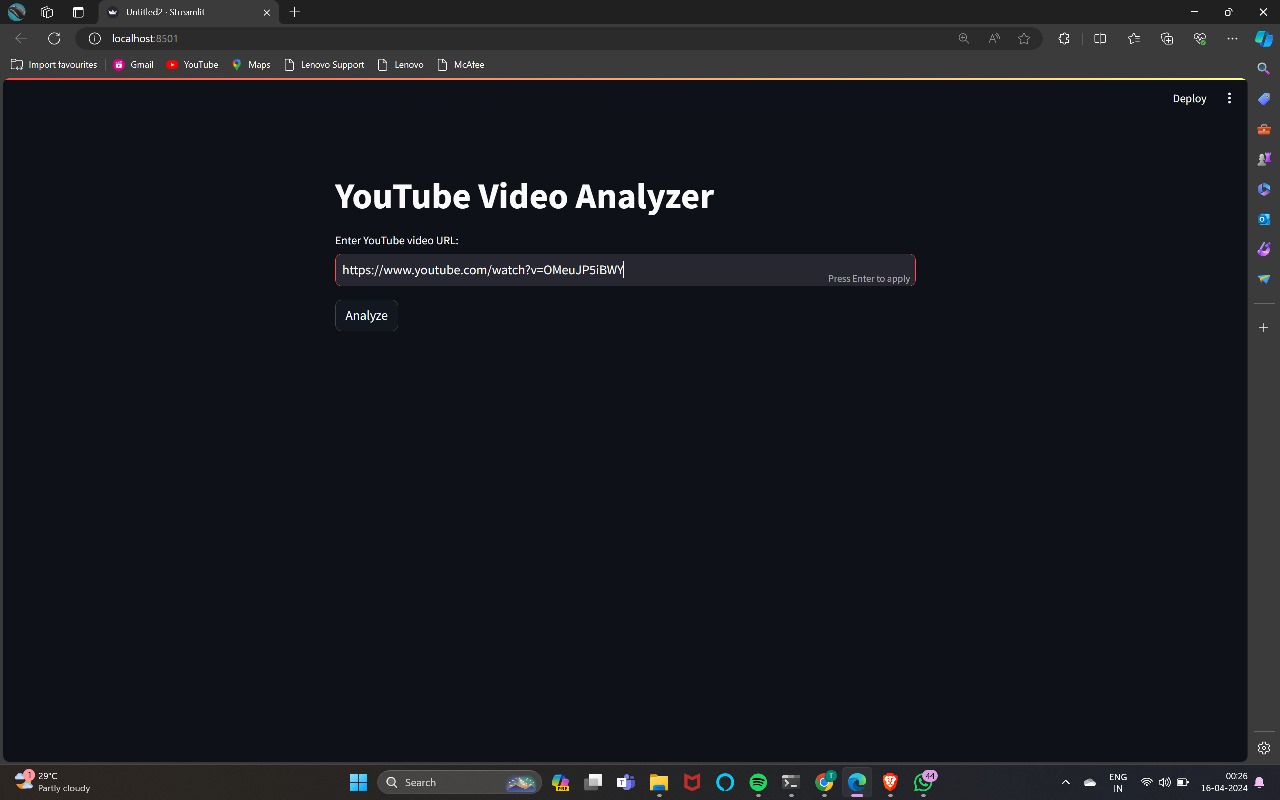 Untitled2 · Streamlit
localhost:8501
Import favourites Gmail YouTube Maps Lenovo Support Lenovo McAfee
Deploy
YouTube Video Analyzer
Enter YouTube video URL:
https://www.youtube.com/watch?v=OMeuJP5iBWY
Press Enter to apply
Analyze
1
29°C
Partly cloudy
Search
PRE
T
44
ENG
IN
00:26
16-04-2024